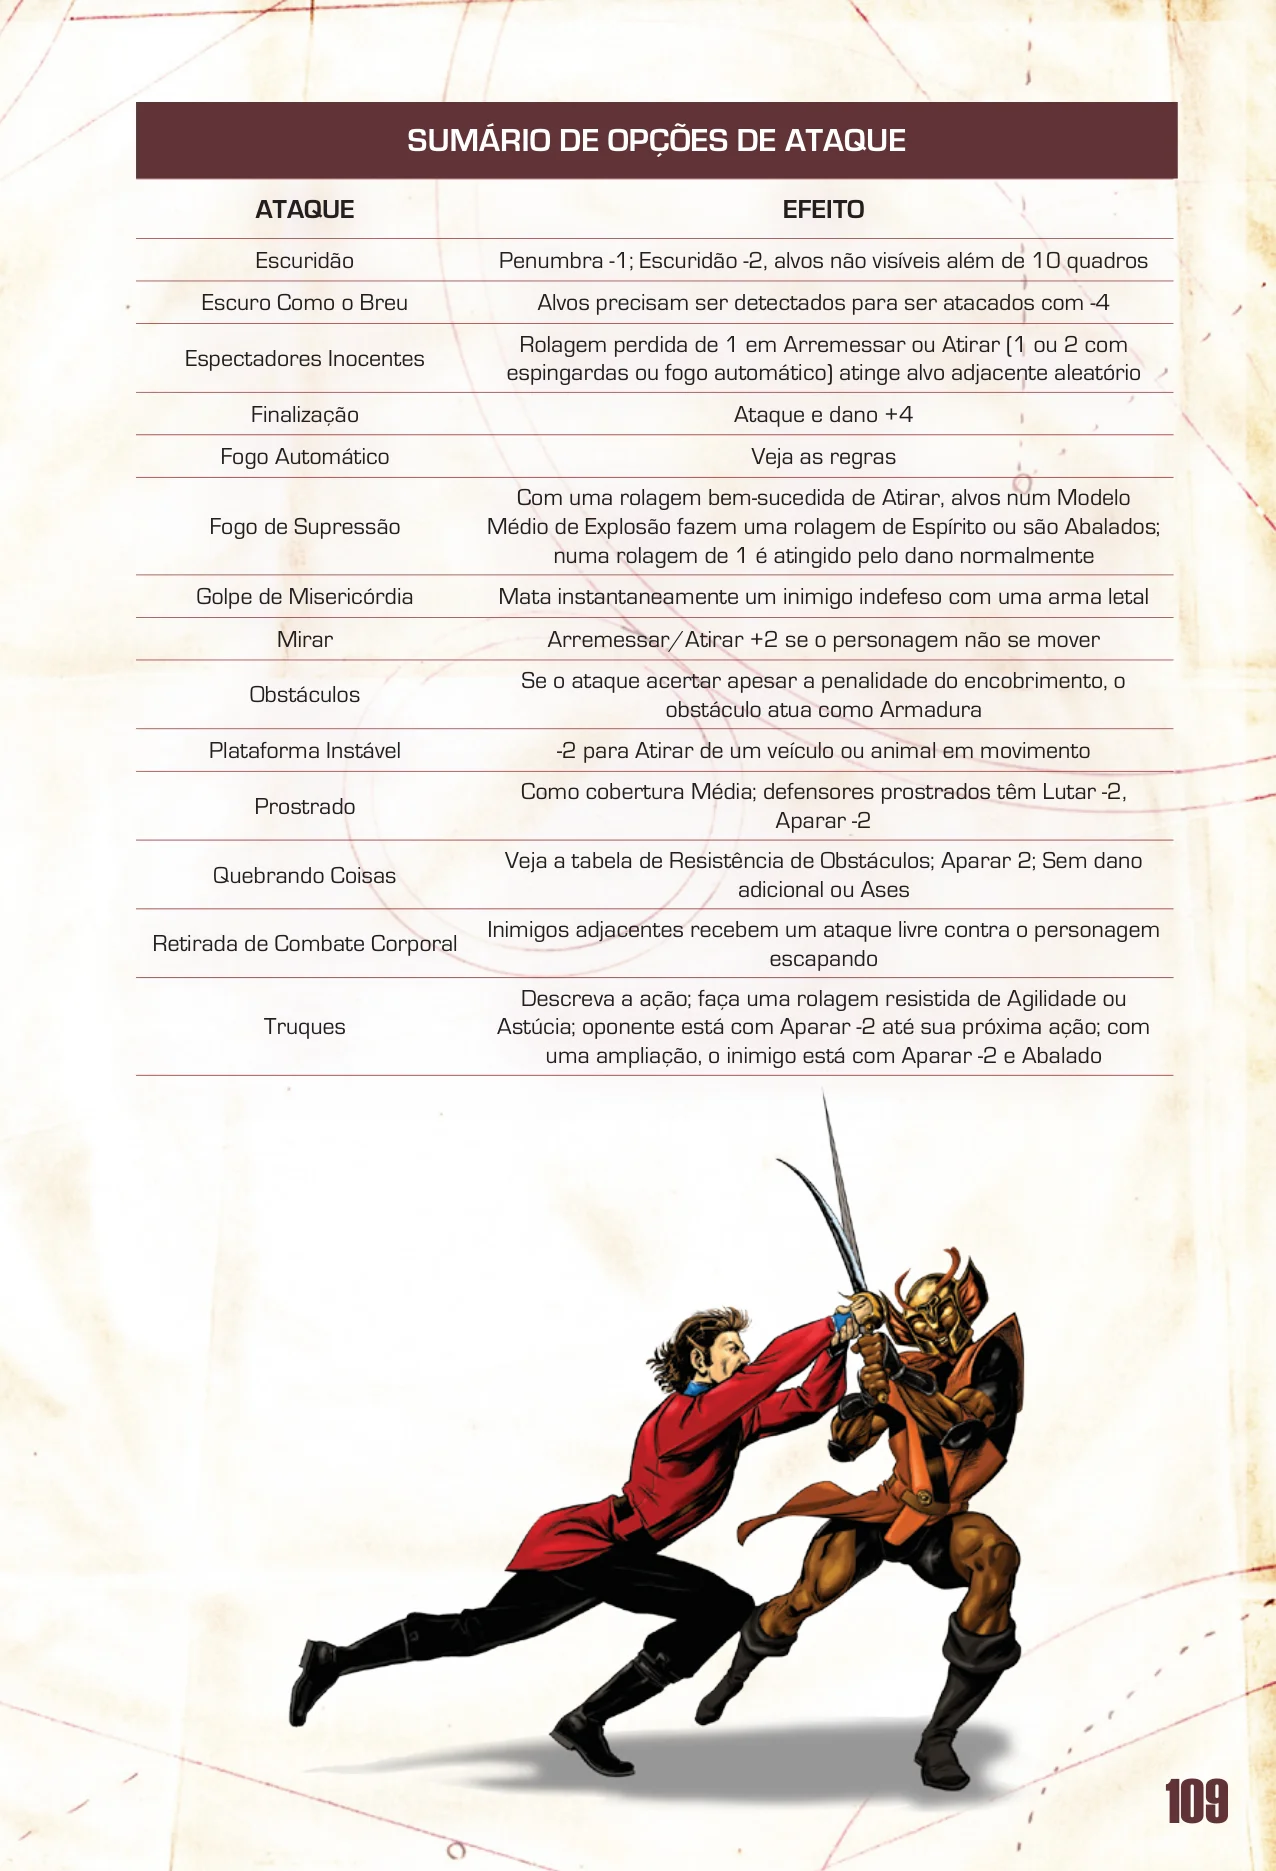 SUMÁRIO DE OPÇÕES DE ATAQUE
ATAQUE EFEITO
Escuridão Penumbra -1; Escuridão -2, alvos não visíveis além de 10 quadros
Escuro Como o Breu Alvos precisam ser detectados para ser atacados com -4
Espectadores Inocentes Rolagem perdida de 1 em Arremessar ou Atirar (1 ou 2 com
espingardas ou fogo automático) atinge alvo adjacente aleatório
Finalização Ataque e dano +4
Fogo Automático Veja as regras
Fogo de Supressão Com uma rolagem bem-sucedida de Atirar, alvos num Modelo
Médio de Explosão fazem uma rolagem de Espírito ou são Abalados;
numa rolagem de 1 é atingido pelo dano normalmente
Golpe de Misericórdia Mata instantaneamente um inimigo indefeso com uma arma letal
Mirar Arremessar/Atirar +2 se o personagem não se mover
Obstáculos Se o ataque acertar apesar a penalidade do encobrimento, o
obstáculo atua como Armadura
Plataforma Instável -2 para Atirar de um veículo ou animal em movimento
Prostrado Como cobertura Média; defensores prostrados têm Lutar -2,
Aparar -2
Quebrando Coisas Veja a tabela de Resistência de Obstáculos; Aparar 2; Sem dano
adicional ou Ases
Retirada de Combate Corporal Inimigos adjacentes recebem um ataque livre contra o personagem
escapando
Truques Descreva a ação; faça uma rolagem resistida de Agilidade ou
Astúcia; oponente está com Aparar -2 até sua próxima ação; com
uma ampliação, o inimigo está com Aparar -2 e Abalado
109